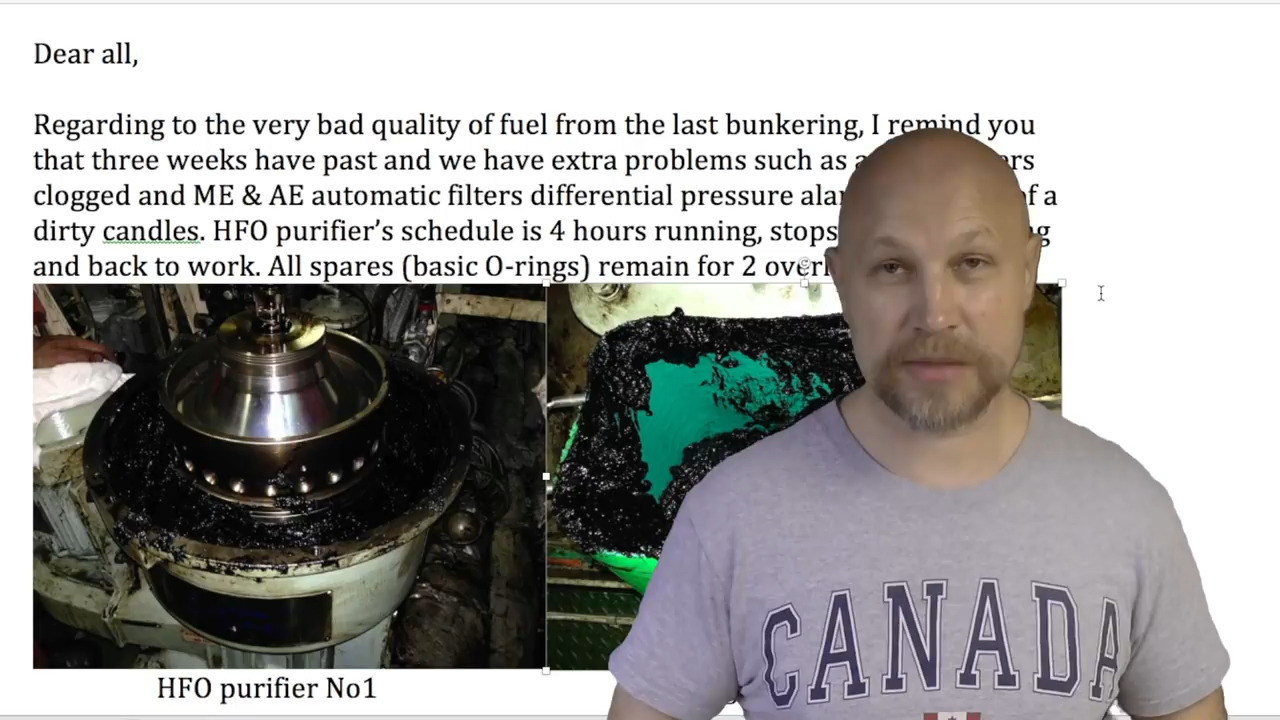 Dear all,
Regarding to the very bad quality of fuel from the last bunkering, I remind you
that three weeks have past and we have extra problems such as
clogged and ME & AE automatic filters differential pressure of a
dirty candles. HFO purifier’s schedule is 4 hours running, stops
and back to work. All spares (basic O-rings) remain for 2
HFO purifier No1
CANADA